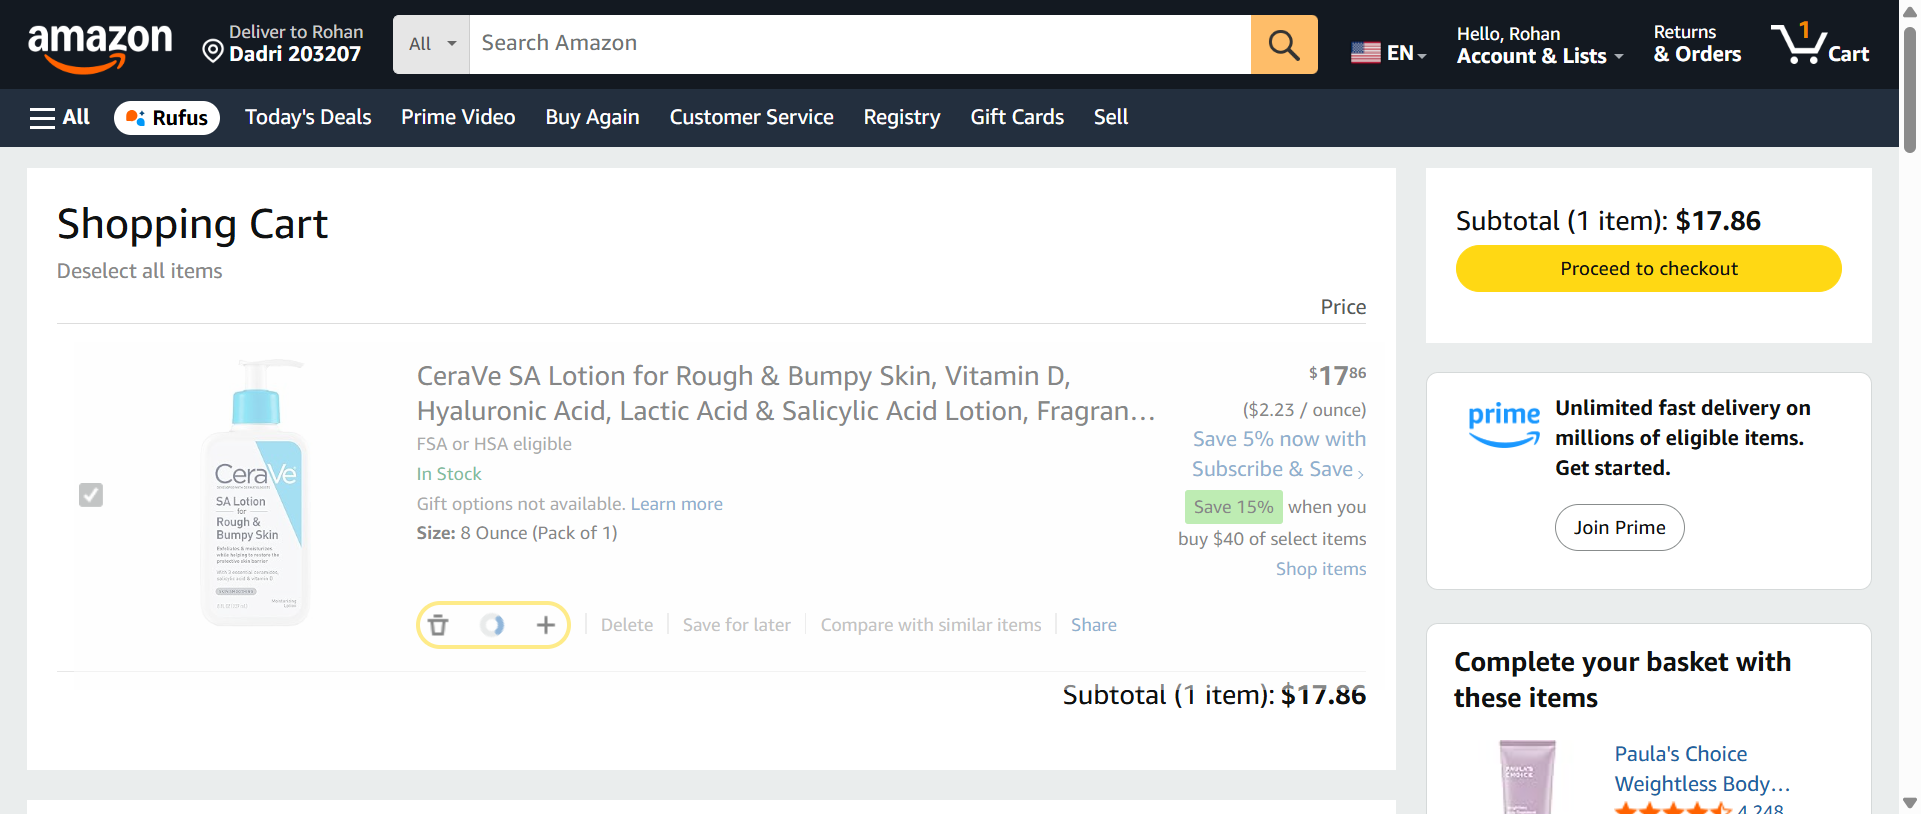 amazon
Deliver to Rohan
Dadri 203207
All
Search Amazon
EN
Hello, Rohan
Account & Lists
Returns
& Orders
1
Cart
All
Rufus
Today's Deals
Prime Video
Buy Again
Customer Service
Registry
Gift Cards
Sell
Shopping Cart
Deselect all items
Price
CeraVe SA Lotion for Rough & Bumpy Skin, Vitamin D,
Hyaluronic Acid, Lactic Acid & Salicylic Acid Lotion, Fragran…
FSA or HSA eligible
In Stock
Gift options not available. Learn more
Size: 8 Ounce (Pack of 1)
$17 86
($2.23 / ounce)
Save 5% now with
Subscribe & Save ›
Save 15% when you
buy $40 of select items
Shop items
CeraVe
SA Lotion
for
Rough &
Bumpy Skin
Delete
Save for later
Compare with similar items
Share
Subtotal (1 item): $17.86
Subtotal (1 item): $17.86
Proceed to checkout
prime
Unlimited fast delivery on
millions of eligible items.
Get started.
Join Prime
Complete your basket with
these items
PAULA'S
CHOICE
Paula's Choice
Weightless Body…
4,248